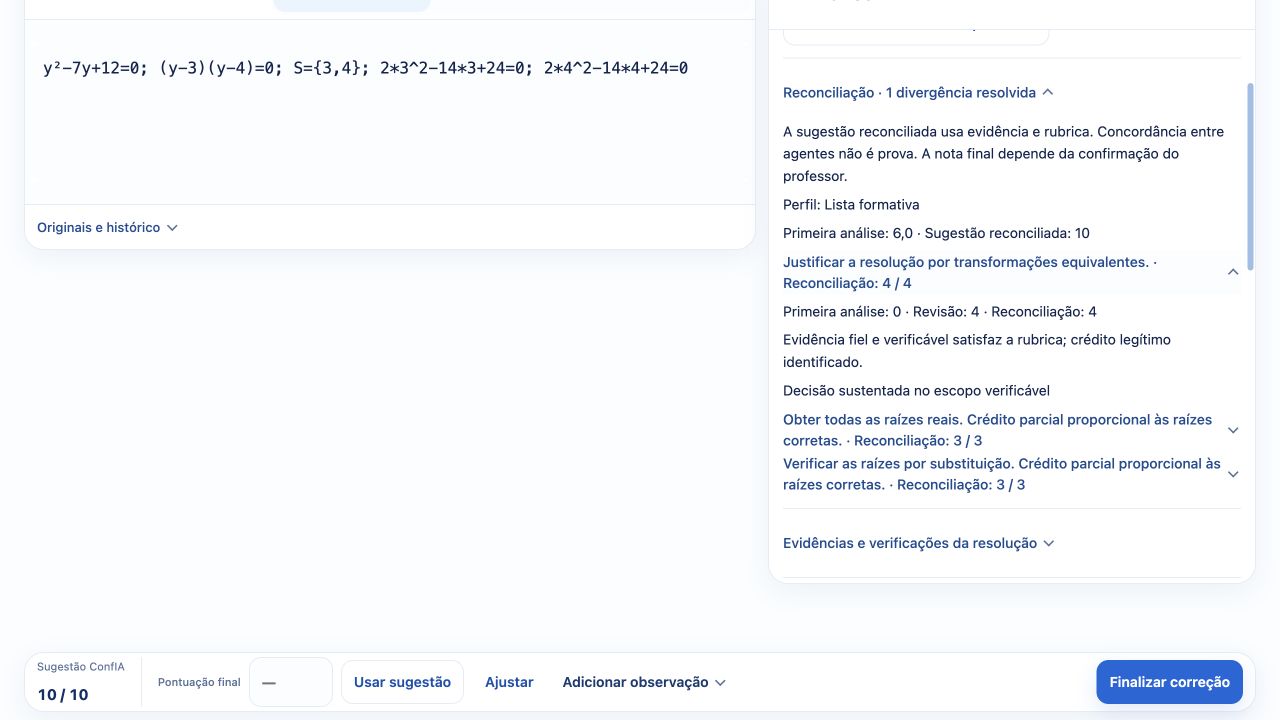 y²−7y+12=0; (y−3)(y−4)=0; S={3,4}; 2*3^2−14*3+24=0; 2*4^2−14*4+24=0
Originais e histórico
Reconciliação · 1 divergência resolvida
A sugestão reconciliada usa evidência e rubrica. Concordância entre
agentes não é prova. A nota final depende da confirmação do
professor.
Perfil: Lista formativa
Primeira análise: 6,0 · Sugestão reconciliada: 10
Justificar a resolução por transformações equivalentes. ·
Reconciliação: 4 / 4
Primeira análise: 0 · Revisão: 4 · Reconciliação: 4
Evidência fiel e verificável satisfaz a rubrica; crédito legítimo
identificado.
Decisão sustentada no escopo verificável
Obter todas as raízes reais. Crédito parcial proporcional às raízes
corretas. · Reconciliação: 3 / 3
Verificar as raízes por substituição. Crédito parcial proporcional às
raízes corretas. · Reconciliação: 3 / 3
Evidências e verificações da resolução
Sugestão ConfIA
10 / 10
Pontuação final
—
Usar sugestão
Ajustar
Adicionar observação
Finalizar correção